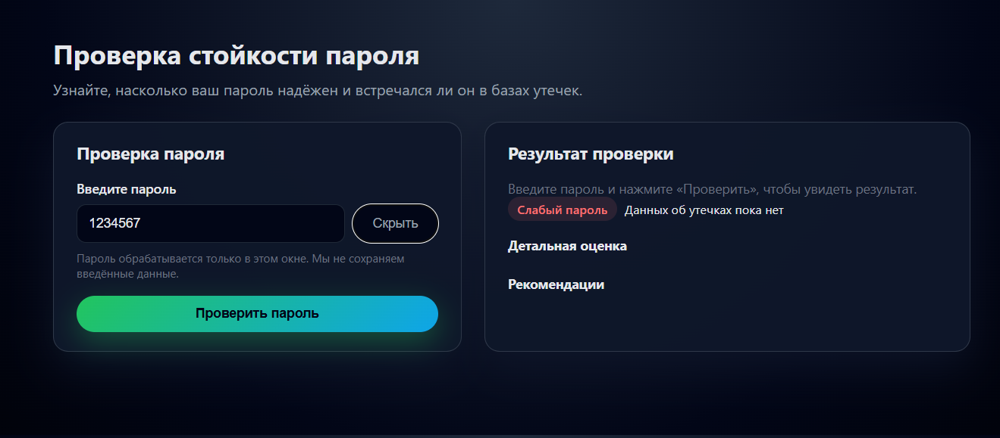 Проверка стойкости пароля
Узнайте, насколько ваш пароль надёжен и встречался ли он в базах утечек.
Проверка пароля
Введите пароль
1234567
Скрыть
Пароль обрабатывается только в этом окне. Мы не сохраняем
введённые данные.
Проверить пароль
Результат проверки
Введите пароль и нажмите «Проверить», чтобы увидеть результат.
Слабый пароль Данных об утечках пока нет
Детальная оценка
Рекомендации